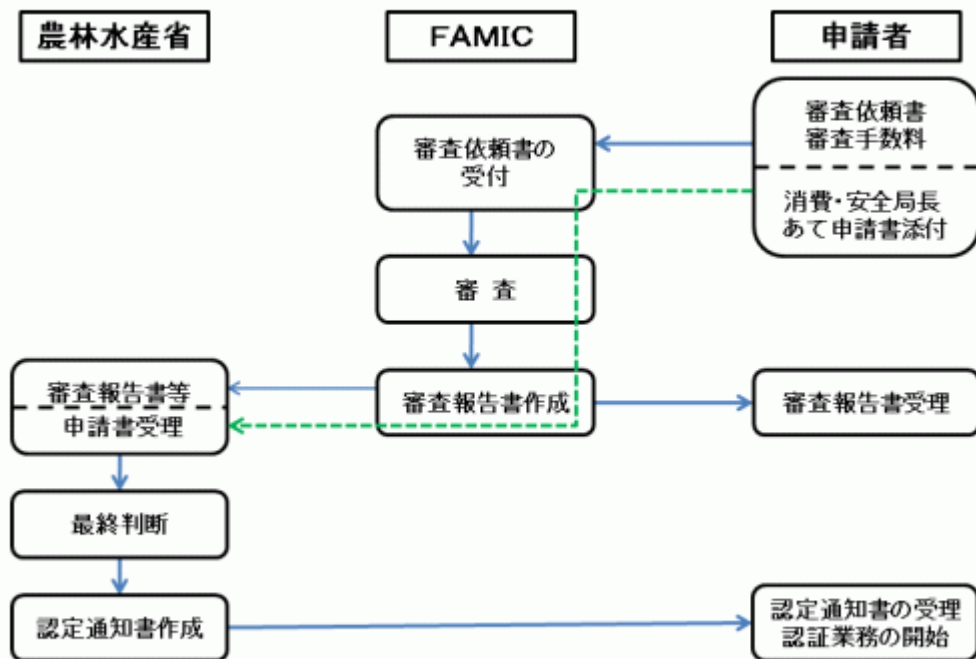 農林水産省
FAMIC
申請者
審査依頼書
審査手数料
消費・安全局長
あて申請書添付
審査依頼書の
受付
審 査
審査報告書等
申請書受理
審査報告書作成
審査報告書受理
最終判断
認定通知書作成
認定通知書の受理
認証業務の開始